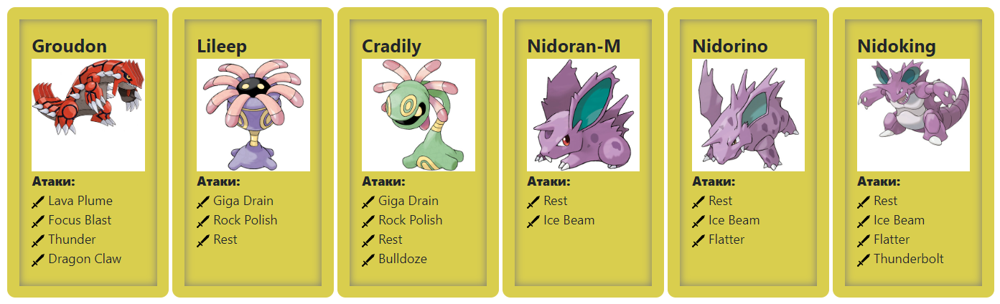 Groudon
Атаки:
Lava Plume
Focus Blast
Thunder
Dragon Claw
Lileep
Атаки:
Giga Drain
Rock Polish
Rest
Cradily
Атаки:
Giga Drain
Rock Polish
Rest
Bulldoze
Nidoran-M
Атаки:
Rest
Ice Beam
Nidorino
Атаки:
Rest
Ice Beam
Flatter
Nidoking
Атаки:
Rest
Ice Beam
Flatter
Thunderbolt